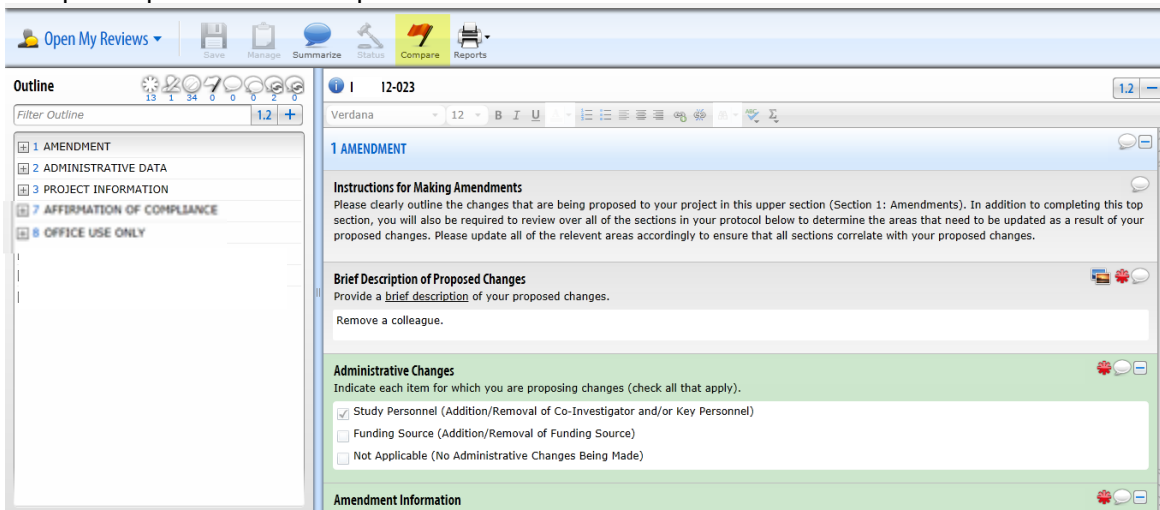 Open My Reviews
Save Manage Summarize Status Compare Reports
Outline
13 1 34 0 0 0 2 0
Filter Outline 1.2 +
1 AMENDMENT
2 ADMINISTRATIVE DATA
3 PROJECT INFORMATION
7 AFFIRMATION OF COMPLIANCE
8 OFFICE USE ONLY
I 12-023 1.2 −
Verdana 12 B I U
1 AMENDMENT
Instructions for Making Amendments
Please clearly outline the changes that are being proposed to your project in this upper section (Section 1: Amendments). In addition to completing this top
section, you will also be required to review over all of the sections in your protocol below to determine the areas that need to be updated as a result of your
proposed changes. Please update all of the relevent areas accordingly to ensure that all sections correlate with your proposed changes.
Brief Description of Proposed Changes
Provide a brief description of your proposed changes.
Remove a colleague.
Administrative Changes
Indicate each item for which you are proposing changes (check all that apply).
Study Personnel (Addition/Removal of Co-Investigator and/or Key Personnel)
Funding Source (Addition/Removal of Funding Source)
Not Applicable (No Administrative Changes Being Made)
Amendment Information